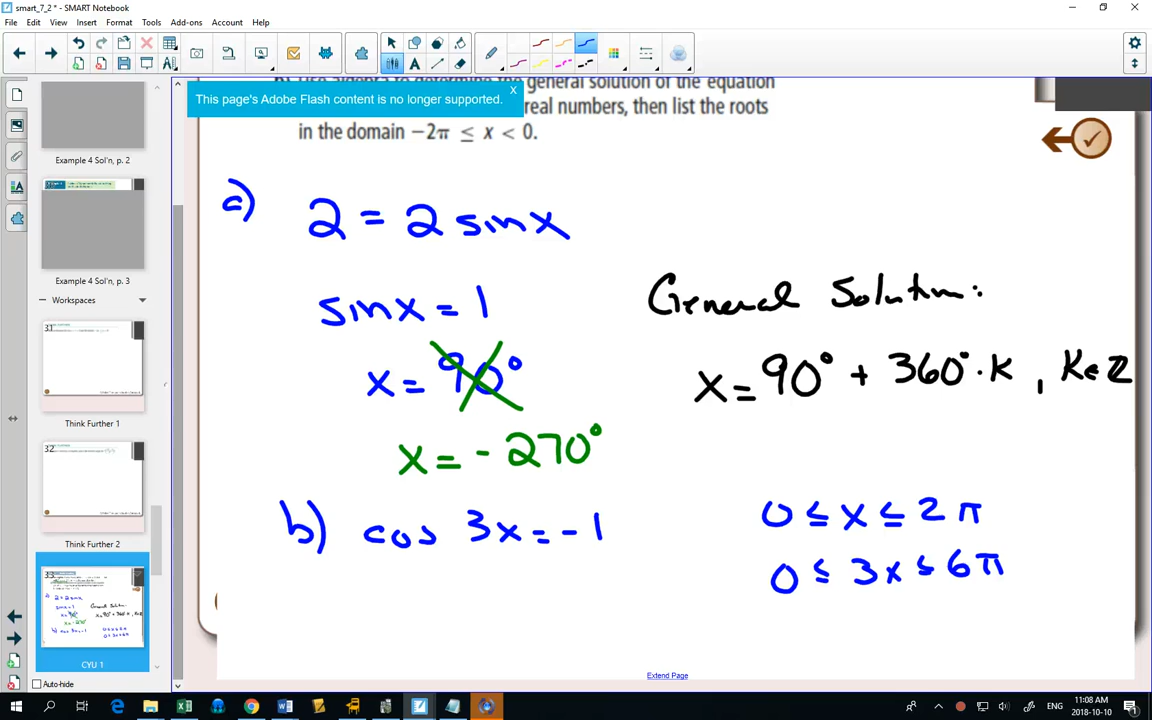 smart_7_2 * - SMART Notebook
File Edit View Insert Format Tools Add-ons Account Help
This page's Adobe Flash content is no longer supported. X
general solution of the equation
real numbers, then list the roots
in the domain −2π ≤ x < 0.
Example 4 Sol'n, p. 2
Example 4 Sol'n, p. 3
Workspaces
Think Further 1
Think Further 2
CYU 1
Auto-hide
a) 2 = 2 sinx
sinx = 1
x = 90°
x = -270°
General Solution:
x = 90° + 360°·K , K∈Z
b) cos 3x = -1
0 ≤ x ≤ 2π
0 ≤ 3x ≤ 6π
Extend Page
ENG
11:08 AM
2018-10-10